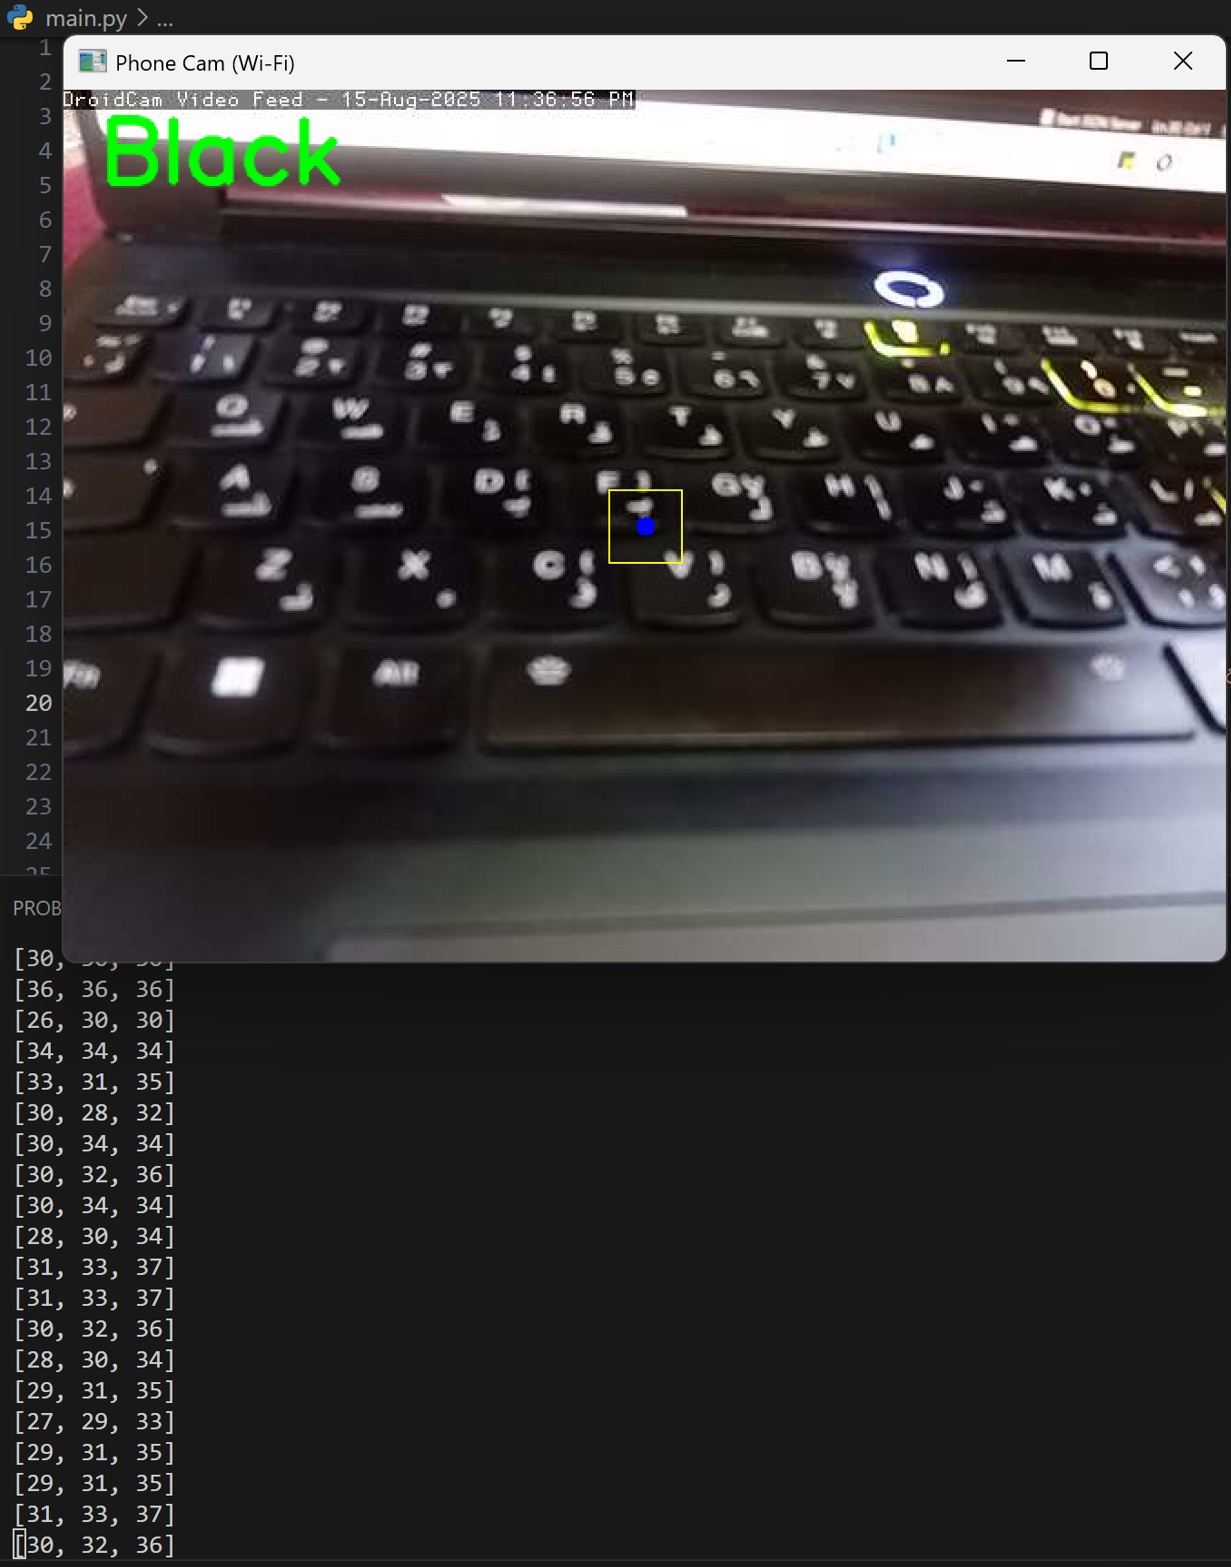 main.py > ...
1
2
3
4
5
6
7
8
9
10
11
12
13
14
15
16
17
18
19
20
21
22
23
24
25
Phone Cam (Wi-Fi)
DroidCam Video Feed - 15-Aug-2025 11:36:56 PM
Black
Q W E R T Y U
A S D F G H J K L
Z X C V B N M
Alt
PROB
[36, 36, 36]
[26, 30, 30]
[34, 34, 34]
[33, 31, 35]
[30, 28, 32]
[30, 34, 34]
[30, 32, 36]
[30, 34, 34]
[28, 30, 34]
[31, 33, 37]
[31, 33, 37]
[30, 32, 36]
[28, 30, 34]
[29, 31, 35]
[27, 29, 33]
[29, 31, 35]
[29, 31, 35]
[31, 33, 37]
[30, 32, 36]